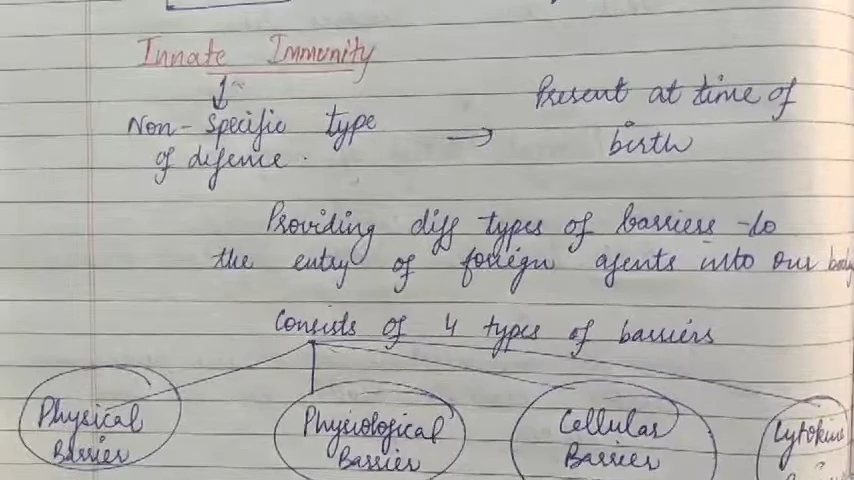 Innate Immunity
Non-Specific type
of defence.
→ Present at time of
birth
Providing diff types of barriers to
the entry of foreign agents into our body
Consists of 4 types of barriers
Physical
Barrier
Physiological
Barrier
Cellular
Barrier
Cytokine